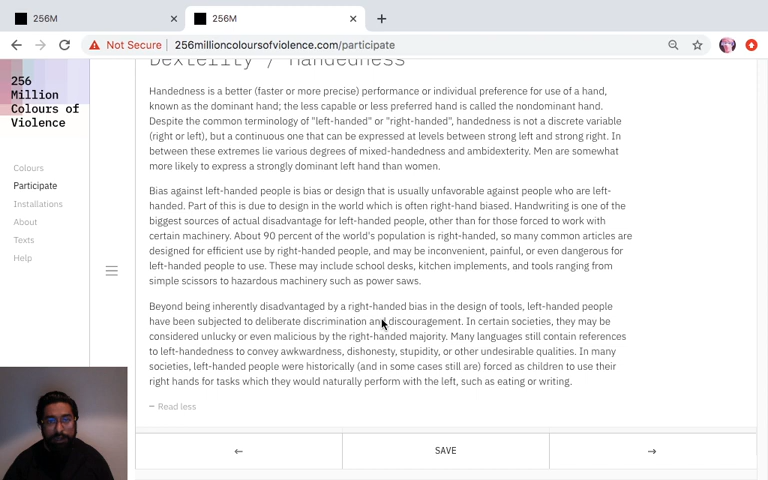 256M
256M
Not Secure | 256millioncoloursofviolence.com/participate
256
Million
Colours of
Violence
Colours
Participate
Installations
About
Texts
Help
Dexterity / Handedness
Handedness is a better (faster or more precise) performance or individual preference for use of a hand,
known as the dominant hand; the less capable or less preferred hand is called the nondominant hand.
Despite the common terminology of "left-handed" or "right-handed", handedness is not a discrete variable
(right or left), but a continuous one that can be expressed at levels between strong left and strong right. In
between these extremes lie various degrees of mixed-handedness and ambidexterity. Men are somewhat
more likely to express a strongly dominant left hand than women.
Bias against left-handed people is bias or design that is usually unfavorable against people who are left-
handed. Part of this is due to design in the world which is often right-hand biased. Handwriting is one of the
biggest sources of actual disadvantage for left-handed people, other than for those forced to work with
certain machinery. About 90 percent of the world's population is right-handed, so many common articles are
designed for efficient use by right-handed people, and may be inconvenient, painful, or even dangerous for
left-handed people to use. These may include school desks, kitchen implements, and tools ranging from
simple scissors to hazardous machinery such as power saws.
Beyond being inherently disadvantaged by a right-handed bias in the design of tools, left-handed people
have been subjected to deliberate discrimination and discouragement. In certain societies, they may be
considered unlucky or even malicious by the right-handed majority. Many languages still contain references
to left-handedness to convey awkwardness, dishonesty, stupidity, or other undesirable qualities. In many
societies, left-handed people were historically (and in some cases still are) forced as children to use their
right hands for tasks which they would naturally perform with the left, such as eating or writing.
— Read less
← SAVE →